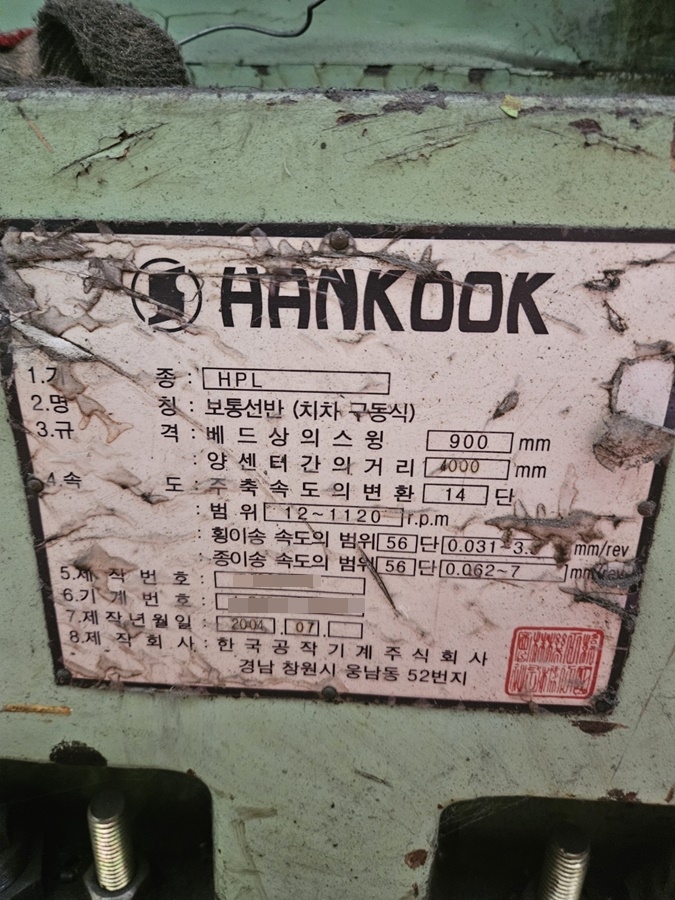 HANKOOK
1.기 종 : HPL
2.명 칭 : 보통선반 (치차 구동식)
3.규 격 : 베드상의스윙 900 mm
: 양센터간의거리 4000 mm
4.속 도 : 주축속도의변환 14 단
: 범위 12~1120 r.p.m
: 횡이송 속도의 범위 56 단 0.031~3. mm/rev
: 종이송 속도의 범위 56 단 0.062~7 mm/rev
5.제작번호 :
6.기계번호 :
7.제작년월일 : 2004 . 07 .
8.제작회사 : 한국공작기계주식회사
경남 창원시 웅남동 52번지